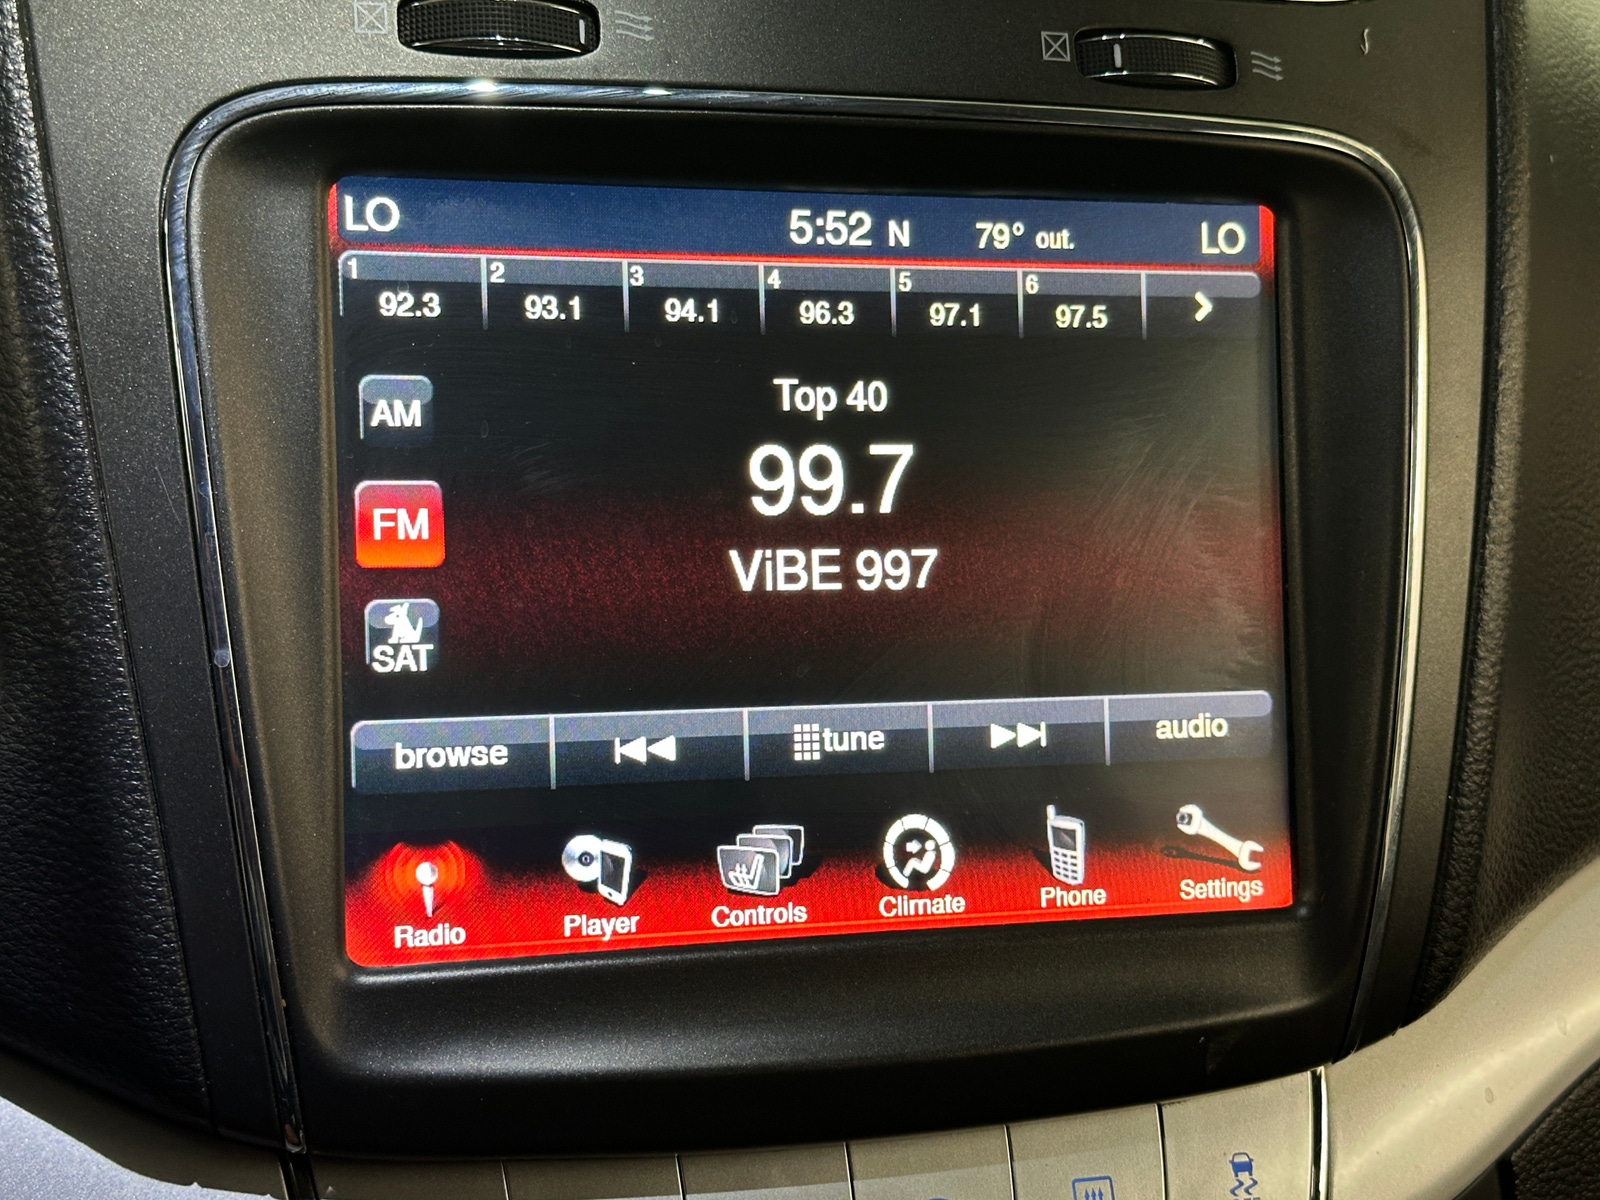 LO 5:52 N 79° out. LO
1 2 3 4 5 6
92.3 93.1 94.1 96.3 97.1 97.5
Top 40
AM
99.7
FM
ViBE 997
SAT
browse tune audio
Radio Player Controls Climate Phone Settings